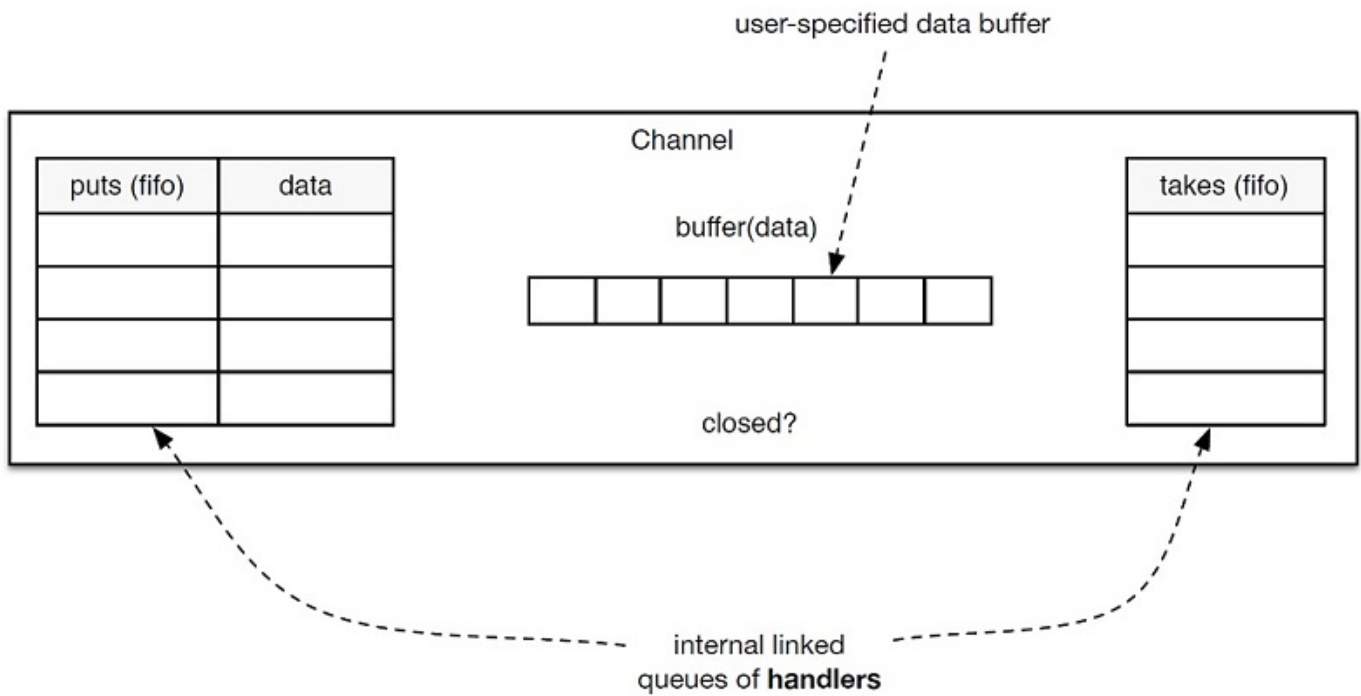 user-specified data buffer
Channel
puts (fifo)
data
takes (fifo)
buffer(data)
closed?
internal linked
queues of handlers